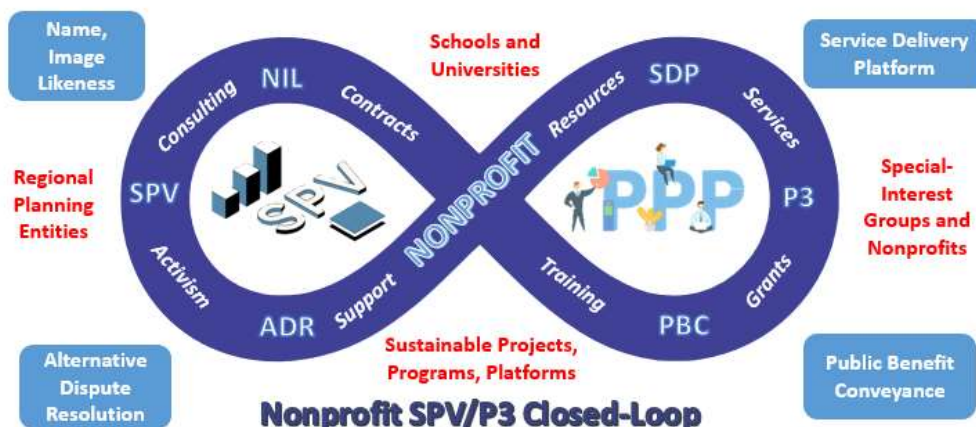 Name,
Image
Likeness
Schools and
Universities
Service Delivery
Platform
NIL
SDP
Consulting
Contracts
Resources
Services
Regional
Planning
Entities
SPV
SPV
NONPROFIT
PPP
P3
Special-
Interest
Groups and
Nonprofits
Activism
Support
Training
Grants
ADR
PBC
Alternative
Dispute
Resolution
Sustainable Projects,
Programs, Platforms
Public Benefit
Conveyance
Nonprofit SPV/P3 Closed-Loop